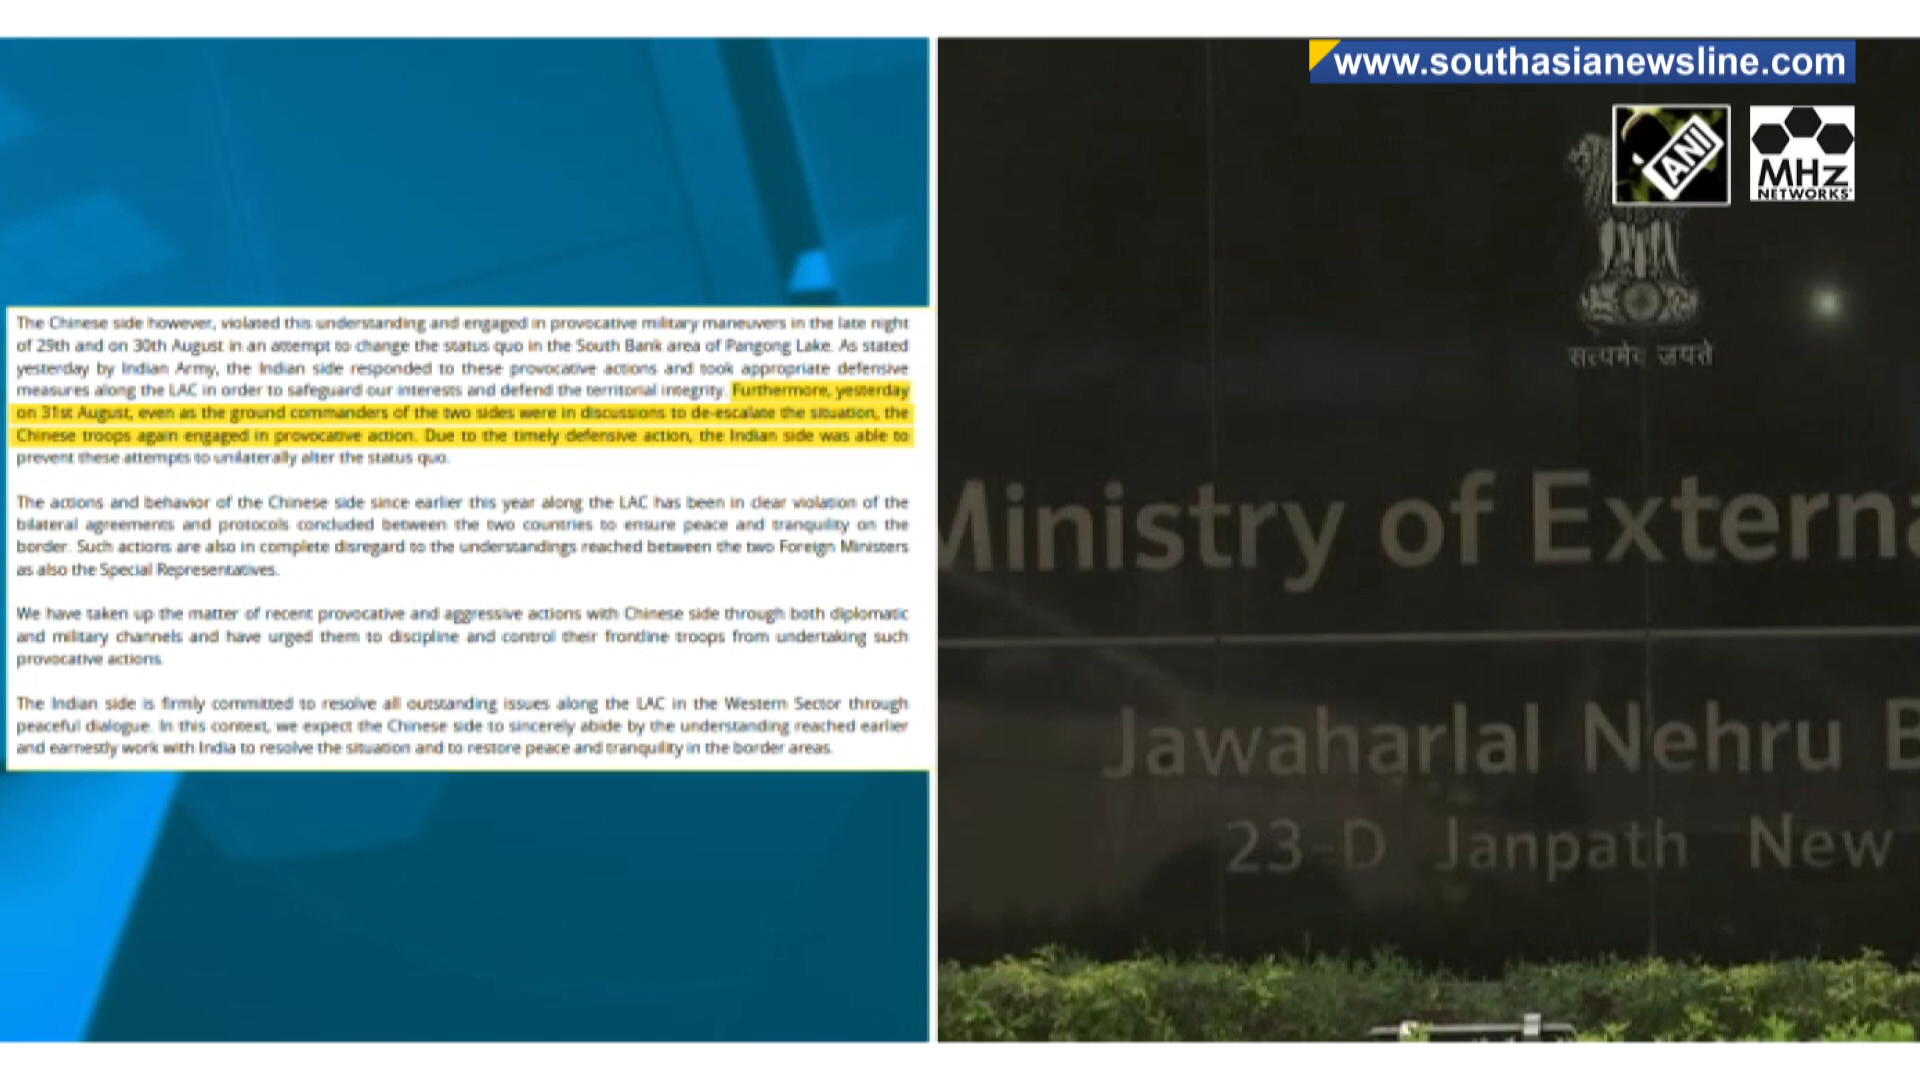 The Chinese side however, violated this understanding and engaged in provocative military maneuvers in the late night
of 29th and on 30th August in an attempt to change the status quo in the South Bank area of Pangong Lake. As stated
yesterday by Indian Army, the Indian side responded to these provocative actions and took appropriate defensive
measures along the LAC in order to safeguard our interests and defend the territorial integrity. Furthermore, yesterday
on 31st August, even as the ground commanders of the two sides were in discussions to de-escalate the situation, the
Chinese troops again engaged in provocative action. Due to the timely defensive action, the Indian side was able to
prevent these attempts to unilaterally alter the status quo.
The actions and behavior of the Chinese side since earlier this year along the LAC has been in clear violation of the
bilateral agreements and protocols concluded between the two countries to ensure peace and tranquility on the
border. Such actions are also in complete disregard to the understandings reached between the two Foreign Ministers
as also the Special Representatives.
We have taken up the matter of recent provocative and aggressive actions with Chinese side through both diplomatic
and military channels and have urged them to discipline and control their frontline troops from undertaking such
provocative actions.
The Indian side is firmly committed to resolve all outstanding issues along the LAC in the Western Sector through
peaceful dialogue. In this context, we expect the Chinese side to sincerely abide by the understanding reached earlier
and earnestly work with India to resolve the situation and to restore peace and tranquility in the border areas.
www.southasianewsline.com
ANI
MHz
NETWORKS
सत्यमेव जयते
Ministry of Externa
Jawaharlal Nehru B
23-D Janpath New